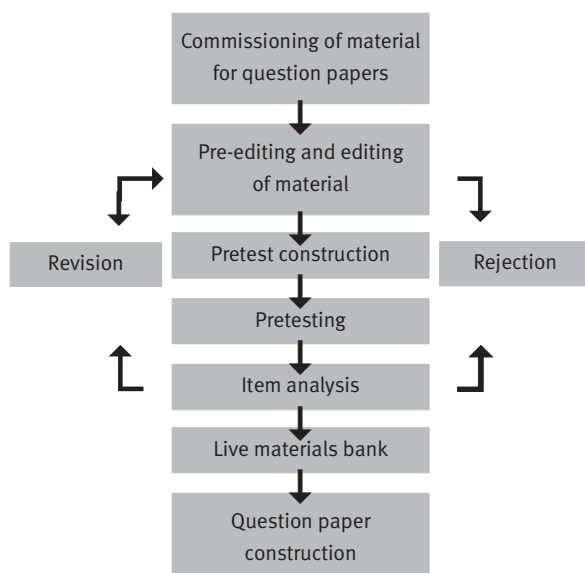 Commissioning of material
for question papers
Pre-editing and editing
of material
Revision
Pretest construction
Rejection
Pretesting
Item analysis
Live materials bank
Question paper
construction